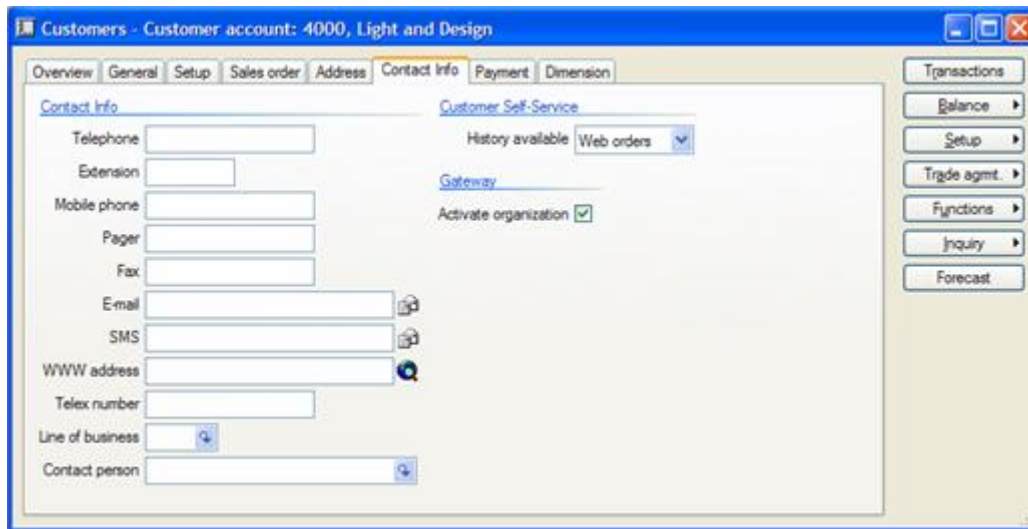 Customers - Customer account: 4000, Light and Design
Overview General Setup Sales order Address Contact Info Payment Dimension
Contact Info
Telephone
Extension
Mobile phone
Pager
Fax
E-mail
SMS
WWW address
Telex number
Line of business
Contact person
Customer Self-Service
History available Web orders
Gateway
Activate organization
Transactions
Balance
Setup
Trade agmt.
Functions
Inquiry
Forecast